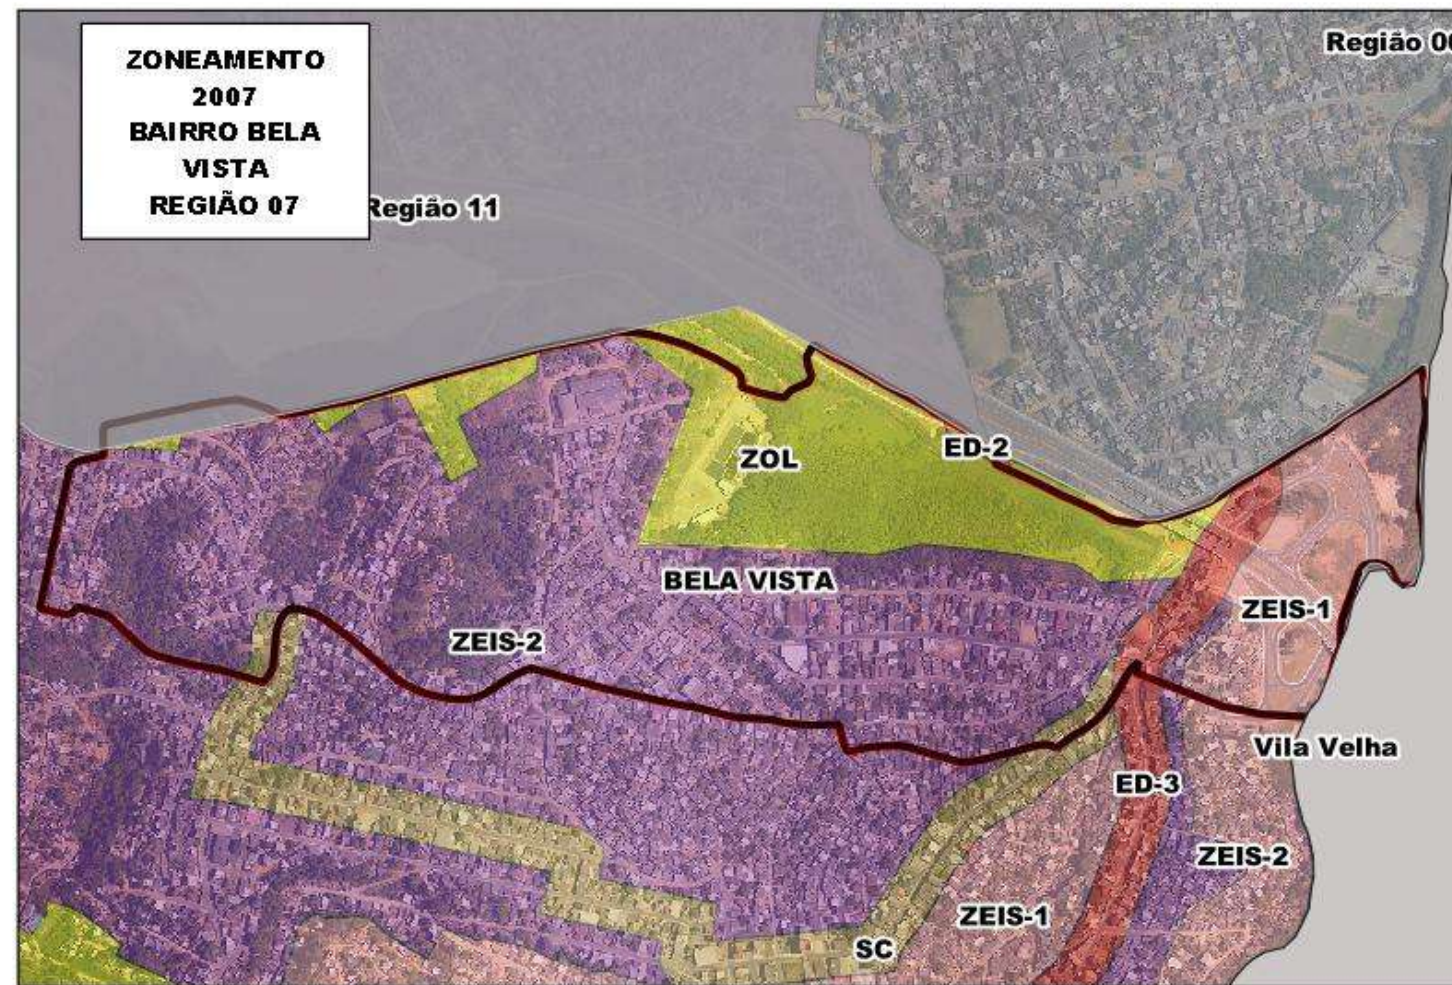 ZONEAMENTO
2007
BAIRRO BELA
VISTA
REGIÃO 07
Região 11
ZOL
ED-2
BELA VISTA
ZEIS-1
ZEIS-2
Vila Velha
ED-3
ZEIS-2
ZEIS-1
SC
Região